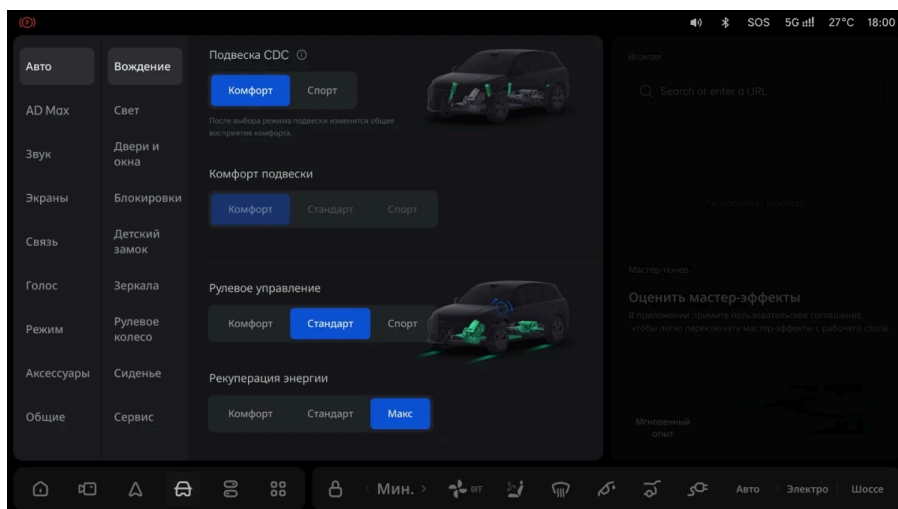 (P)
SOS 5G 27°C 18:00
Авто
AD Max
Звук
Экраны
Связь
Голос
Режим
Аксессуары
Общие
Вождение
Свет
Двери и
окна
Блокировки
Детский
замок
Зеркала
Рулевое
колесо
Сиденье
Сервис
Подвеска CDC
Комфорт Спорт
После выбора режима подвески изменится общее
восприятие комфорта.
Комфорт подвески
Комфорт Стандарт Спорт
Рулевое управление
Комфорт Стандарт Спорт
Рекуперация энергии
Комфорт Стандарт Макс
Browser
Search or enter a URL
Мастер-тюнер
Оценить мастер-эффекты
В приложении примите пользовательское соглашение,
чтобы легко переключать мастер-эффекты с рабочего стола.
Мгновенный
опыт
< Мин. > OFF Авто Электро Шоссе